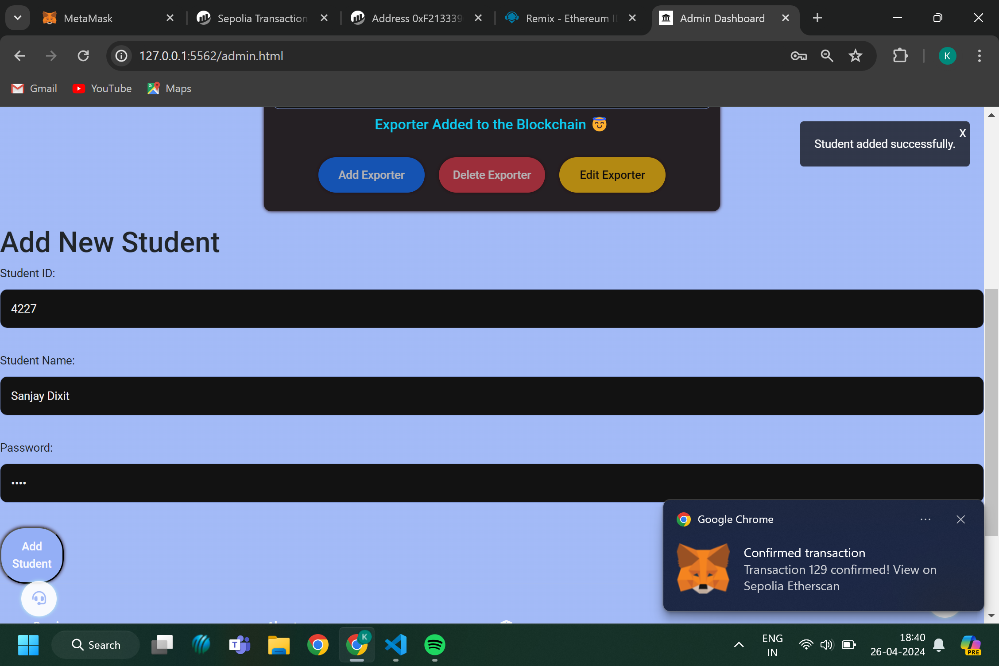 MetaMask
Sepolia Transaction
Address 0xF213339
Remix - Ethereum I
Admin Dashboard
127.0.0.1:5562/admin.html
K
Gmail
YouTube
Maps
Exporter Added to the Blockchain 😇
X
Student added successfully.
Add Exporter
Delete Exporter
Edit Exporter
Add New Student
Student ID:
4227
Student Name:
Sanjay Dixit
Password:
••••
Add
Student
Google Chrome
Confirmed transaction
Transaction 129 confirmed! View on
Sepolia Etherscan
Search
T
K
ENG
IN
18:40
26-04-2024
PRE